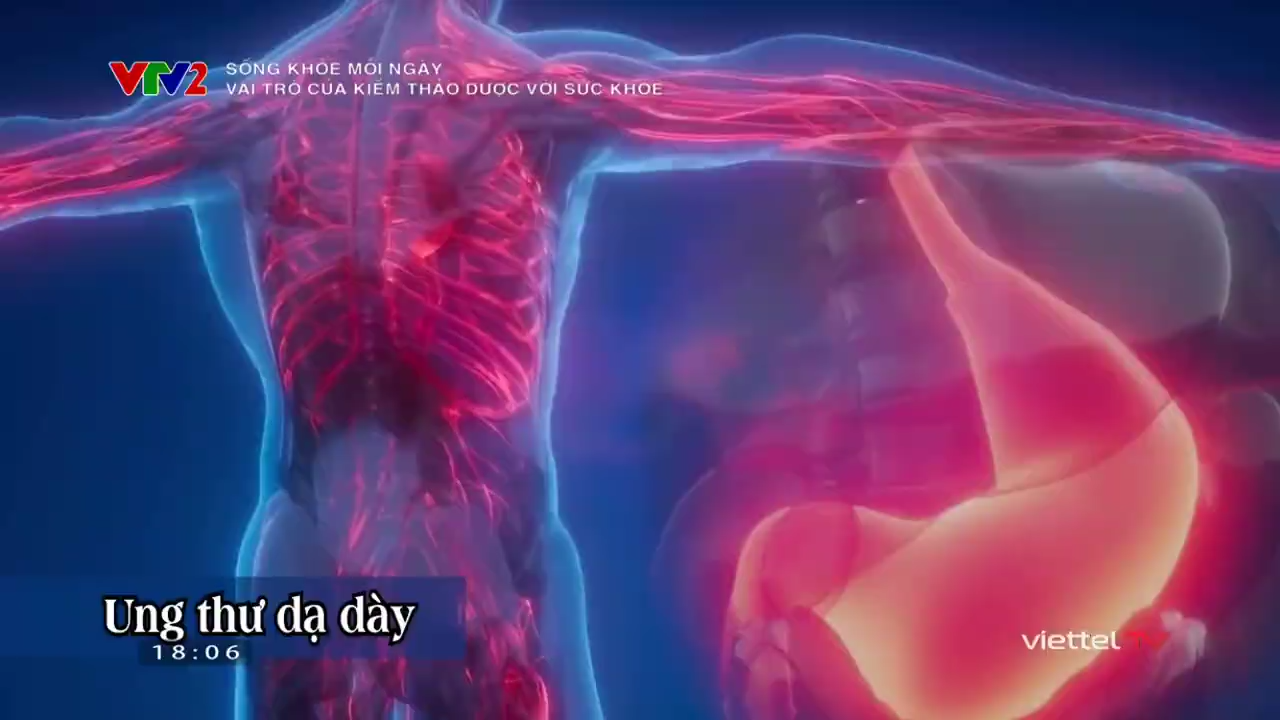 VTV2
SỐNG KHỎE MỖI NGÀY
VAI TRÒ CỦA KIỀM THẢO DƯỢC VỚI SỨC KHỎE
Ung thư dạ dày
18:06
viettel TV